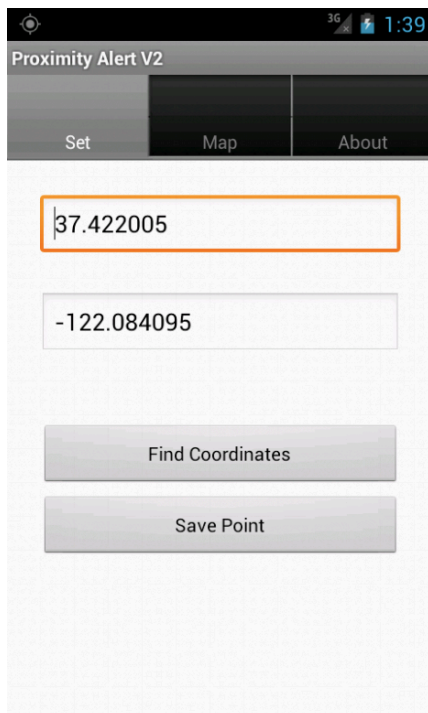 3G 1:39
Proximity Alert V2
Set Map About
37.422005
-122.084095
Find Coordinates
Save Point